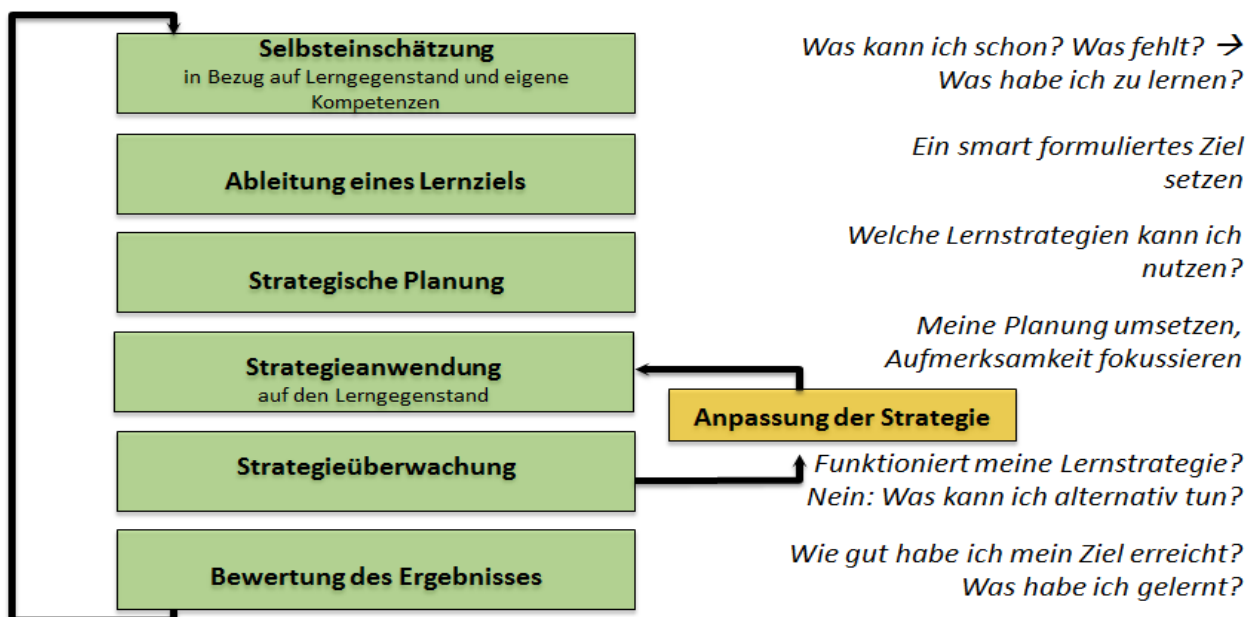 Selbsteinschätzung
in Bezug auf Lerngegenstand und eigene
Kompetenzen
Was kann ich schon? Was fehlt? →
Was habe ich zu lernen?
Ableitung eines Lernziels
Ein smart formuliertes Ziel
setzen
Strategische Planung
Welche Lernstrategien kann ich
nutzen?
Strategieanwendung
auf den Lerngegenstand
Meine Planung umsetzen,
Aufmerksamkeit fokussieren
Anpassung der Strategie
Strategieüberwachung
Funktioniert meine Lernstrategie?
Nein: Was kann ich alternativ tun?
Bewertung des Ergebnisses
Wie gut habe ich mein Ziel erreicht?
Was habe ich gelernt?